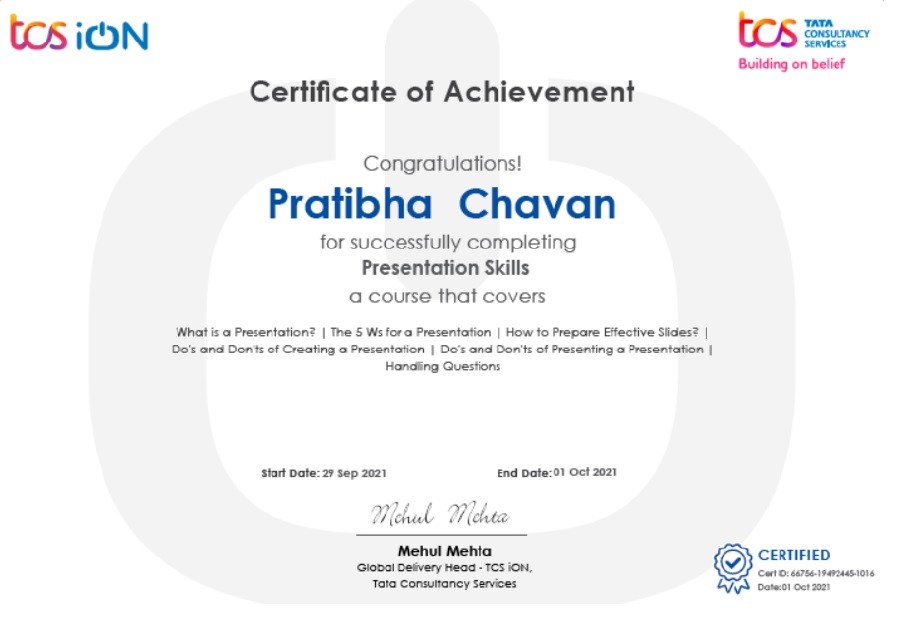 tcs iON
tcs TATA
CONSULTANCY
SERVICES
Building on belief
Certificate of Achievement
Congratulations!
Pratibha Chavan
for successfully completing
Presentation Skills
a course that covers
What is a Presentation? | The 5 Ws for a Presentation | How to Prepare Effective Slides? |
Do's and Don'ts of Creating a Presentation | Do's and Don'ts of Presenting a Presentation |
Handling Questions
Start Date: 29 Sep 2021 End Date: 01 Oct 2021
Mehul Mehta
Mehul Mehta
Global Delivery Head - TCS iON,
Tata Consultancy Services
CERTIFIED
Cert ID: 66756-19492445-1016
Date:01 Oct 2021